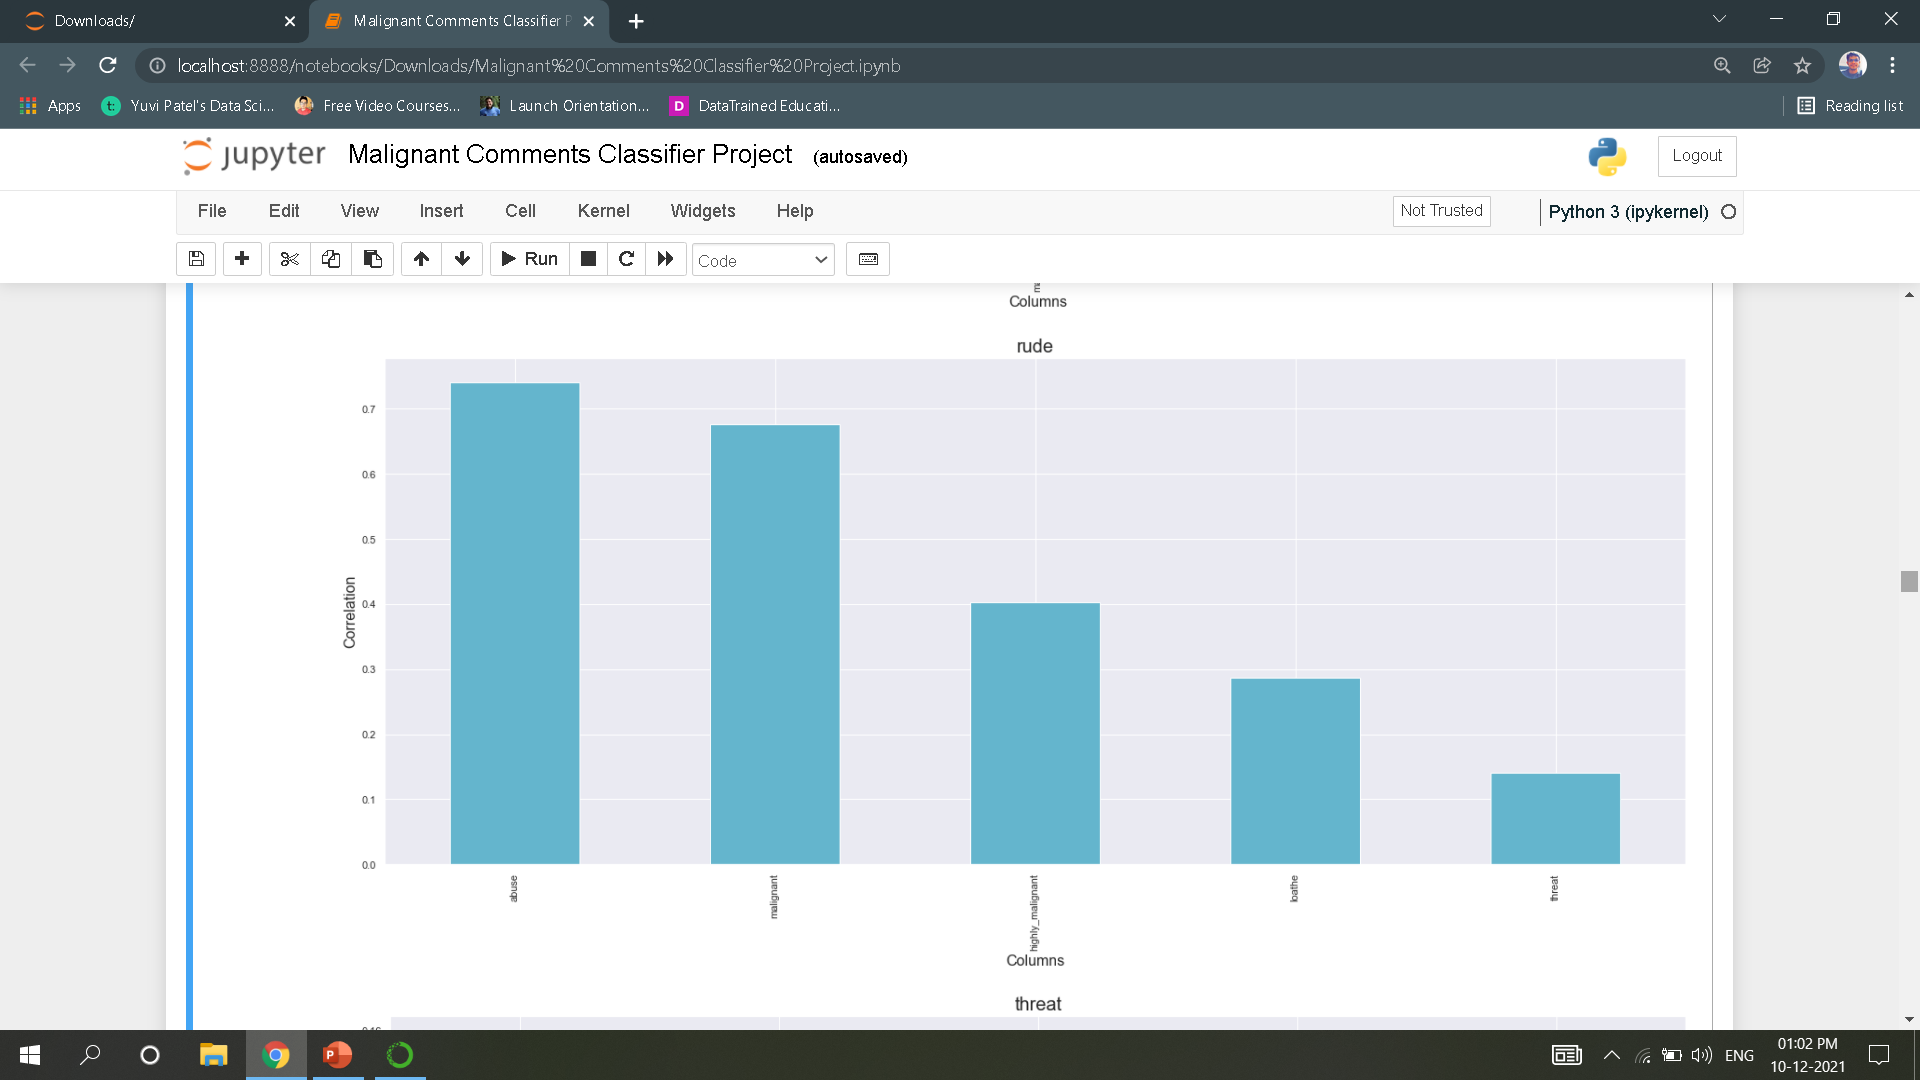 Downloads/
Malignant Comments Classifier P
localhost:8888/notebooks/Downloads/Malignant%20Comments%20Classifier%20Project.ipynb
Apps
t:
Yuvi Patel's Data Sci...
Free Video Courses...
Launch Orientation...
D
DataTrained Educati...
Reading list
jupyter
Malignant Comments Classifier Project
(autosaved)
Logout
File
Edit
View
Insert
Cell
Kernel
Widgets
Help
Not Trusted
Python 3 (ipykernel)
Run
Code
Columns
rude
0.7
0.6
0.5
0.4
0.3
0.2
0.1
0.0
Correlation
abuse
malignant
highly_malignant
loathe
threat
Columns
threat
P
ENG
01:02 PM
10-12-2021